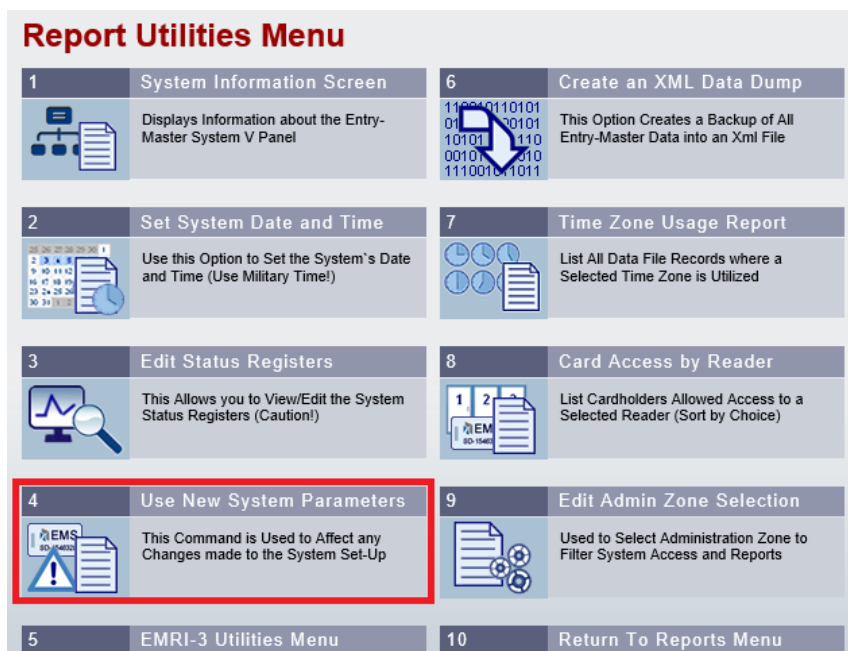 Report Utilities Menu
1 System Information Screen
Displays Information about the Entry-
Master System V Panel
6 Create an XML Data Dump
This Option Creates a Backup of All
Entry-Master Data into an Xml File
2 Set System Date and Time
Use this Option to Set the System`s Date
and Time (Use Military Time!)
7 Time Zone Usage Report
List All Data File Records where a
Selected Time Zone is Utilized
3 Edit Status Registers
This Allows you to View/Edit the System
Status Registers (Caution!)
8 Card Access by Reader
1 2
EM
List Cardholders Allowed Access to a
Selected Reader (Sort by Choice)
4 Use New System Parameters
EMS
This Command is Used to Affect any
Changes made to the System Set-Up
9 Edit Admin Zone Selection
Used to Select Administration Zone to
Filter System Access and Reports
5 EMRI-3 Utilities Menu
10 Return To Reports Menu